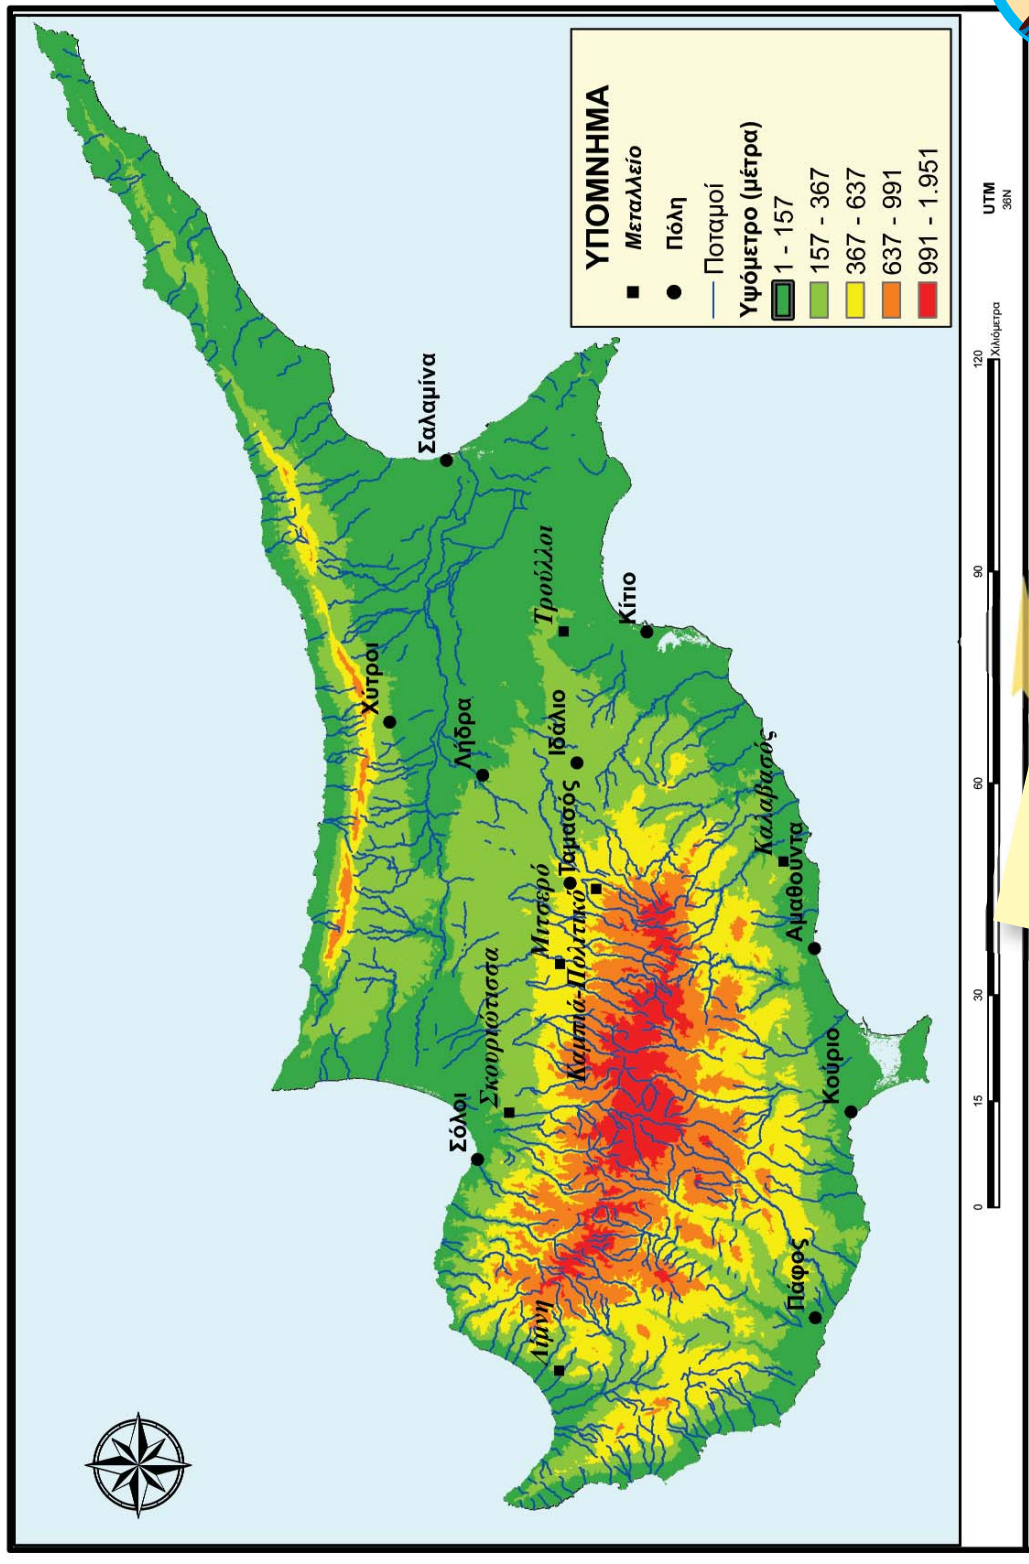 ΥΠΟΜΝΗΜΑ
Μεταλλείο
Πόλη
Ποταμοί
Υψόμετρο (μέτρα)
1 - 157
157 - 367
367 - 637
637 - 991
991 - 1.951
Σαλαμίνα
Χύτροι
Λήδρα
Τρούλλοι
Κίτιο
Ιδάλιο
Ταμασός
Μιτσερό
Καμπιά-Πολιτικό
Σκουριώτισσα
Σόλοι
Λίμνη
Καλαβασός
Αμαθούντα
Κούριο
Πάφος
0 15 30 60 90 120
Χιλιόμετρα
UTM
36N